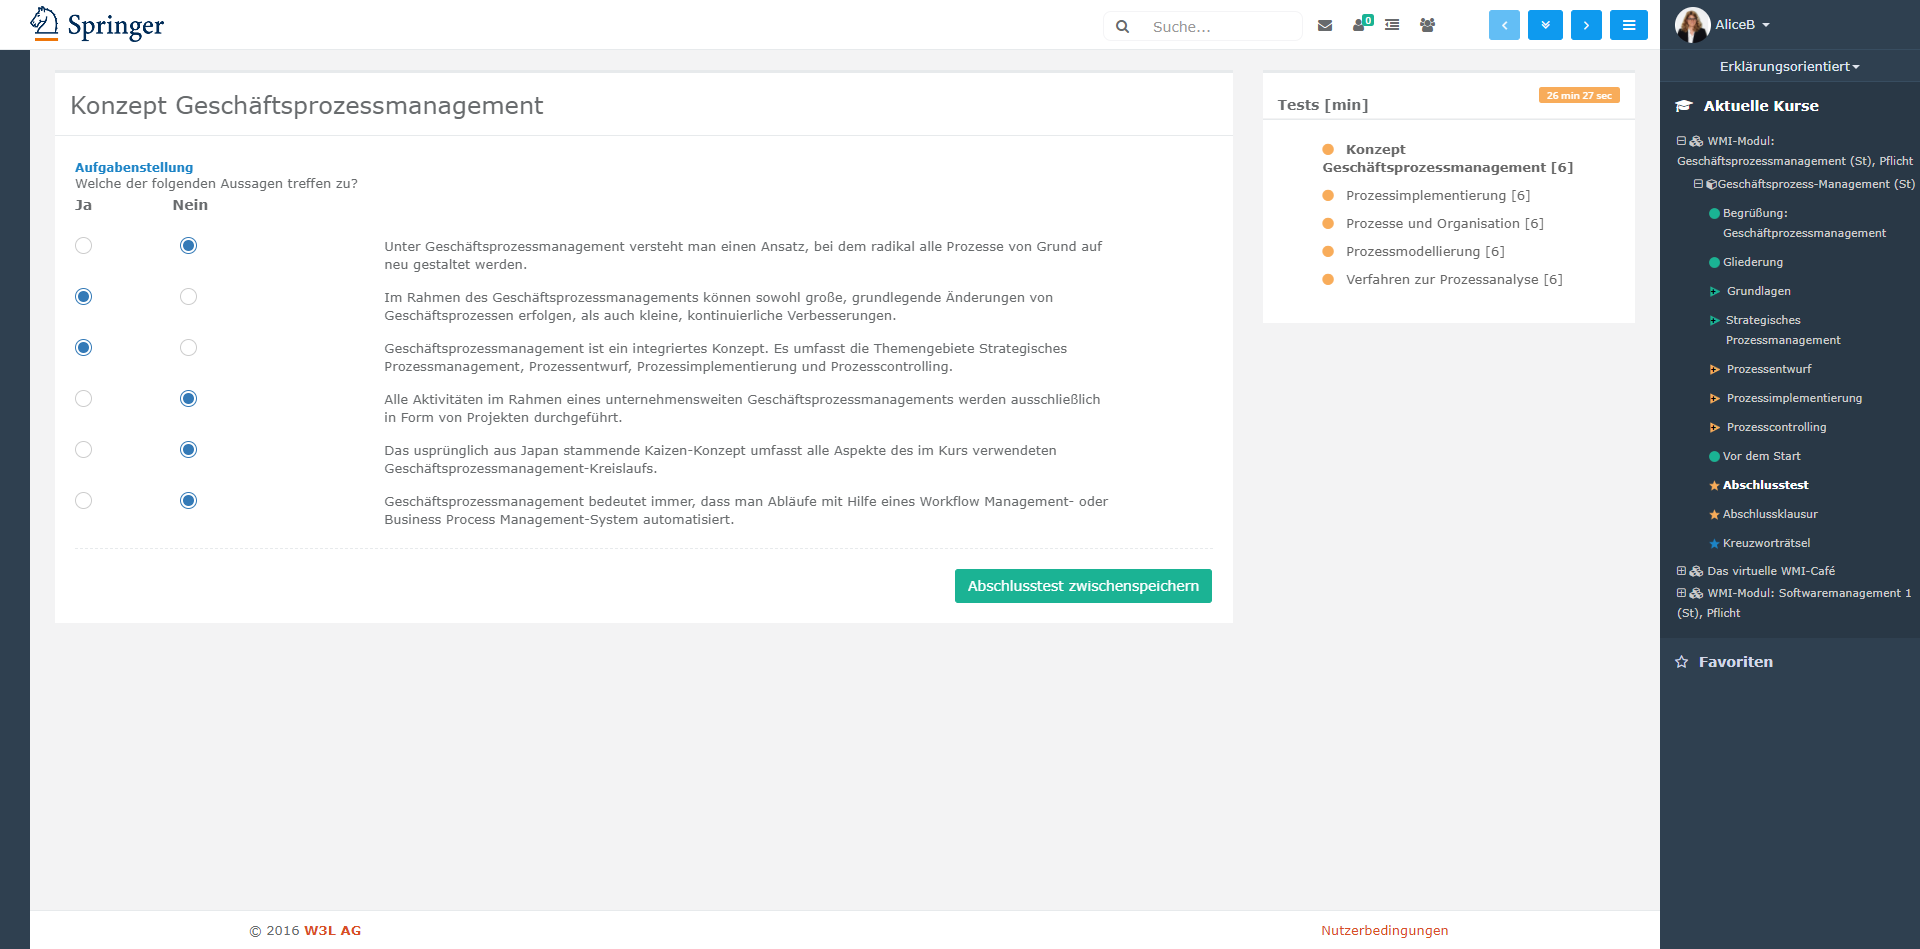 Springer
Suche...
0
AliceB
Erklärungsorientiert
Konzept Geschäftsprozessmanagement
Aufgabenstellung
Welche der folgenden Aussagen treffen zu?
Ja Nein
Unter Geschäftsprozessmanagement versteht man einen Ansatz, bei dem radikal alle Prozesse von Grund auf
neu gestaltet werden.
Im Rahmen des Geschäftsprozessmanagements können sowohl große, grundlegende Änderungen von
Geschäftsprozessen erfolgen, als auch kleine, kontinuierliche Verbesserungen.
Geschäftsprozessmanagement ist ein integriertes Konzept. Es umfasst die Themengebiete Strategisches
Prozessmanagement, Prozessentwurf, Prozessimplementierung und Prozesscontrolling.
Alle Aktivitäten im Rahmen eines unternehmensweiten Geschäftsprozessmanagements werden ausschließlich
in Form von Projekten durchgeführt.
Das usprünglich aus Japan stammende Kaizen-Konzept umfasst alle Aspekte des im Kurs verwendeten
Geschäftsprozessmanagement-Kreislaufs.
Geschäftsprozessmanagement bedeutet immer, dass man Abläufe mit Hilfe eines Workflow Management- oder
Business Process Management-System automatisiert.
Abschlusstest zwischenspeichern
Tests [min]
26 min 27 sec
Konzept
Geschäftsprozessmanagement [6]
Prozessimplementierung [6]
Prozesse und Organisation [6]
Prozessmodellierung [6]
Verfahren zur Prozessanalyse [6]
Aktuelle Kurse
WMI-Modul:
Geschäftsprozessmanagement (St), Pflicht
Geschäftsprozess-Management (St)
Begrüßung:
Geschäftprozessmanagement
Gliederung
Grundlagen
Strategisches
Prozessmanagement
Prozessentwurf
Prozessimplementierung
Prozesscontrolling
Vor dem Start
Abschlusstest
Abschlussklausur
Kreuzworträtsel
Das virtuelle WMI-Café
WMI-Modul: Softwaremanagement 1
(St), Pflicht
Favoriten
© 2016 W3L AG
Nutzerbedingungen